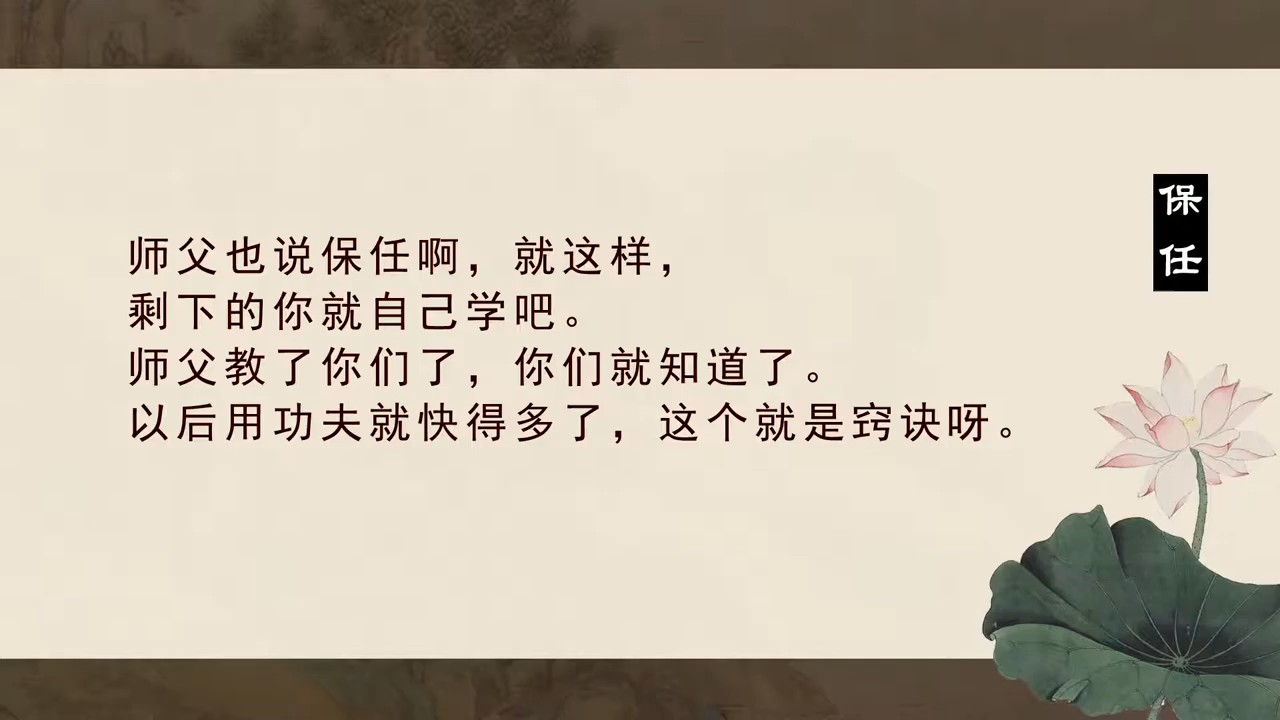 师父也说保任啊，就这样，
剩下的你就自己学吧。
师父教了你们了，你们就知道了。
以后用功夫就快得多了，这个就是窍诀呀。
保任